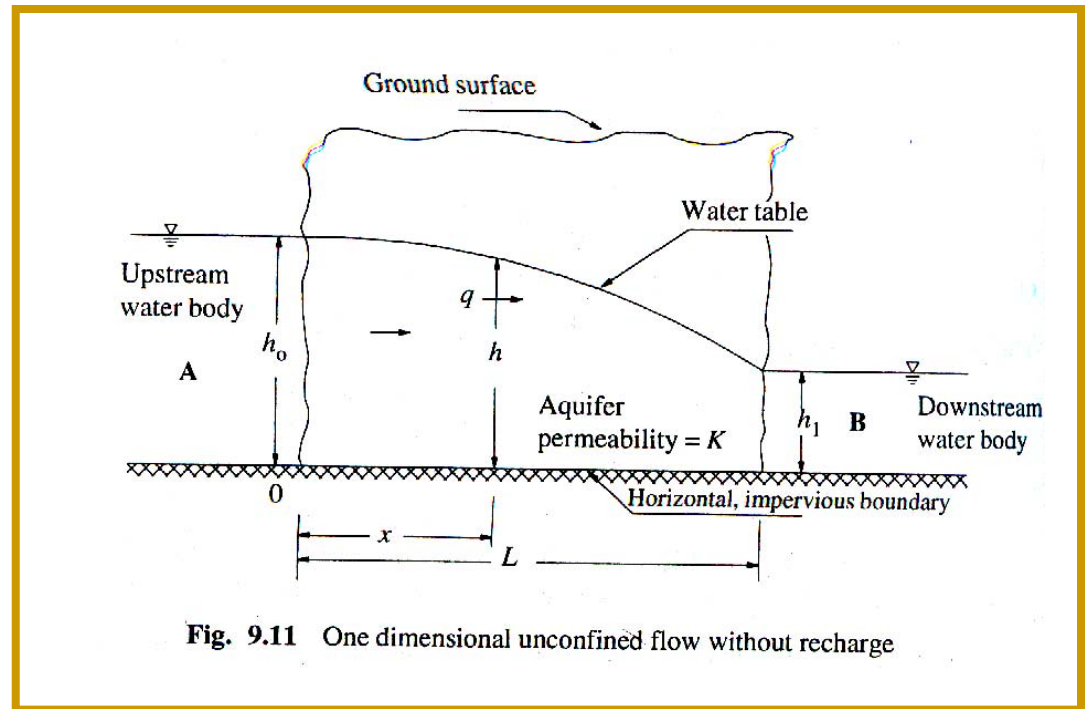 Ground surface
Water table
Upstream
water body
q
h₀
h
A
Aquifer
permeability = K
h₁
B
Downstream
water body
0
Horizontal, impervious boundary
x
L
Fig. 9.11 One dimensional unconfined flow without recharge